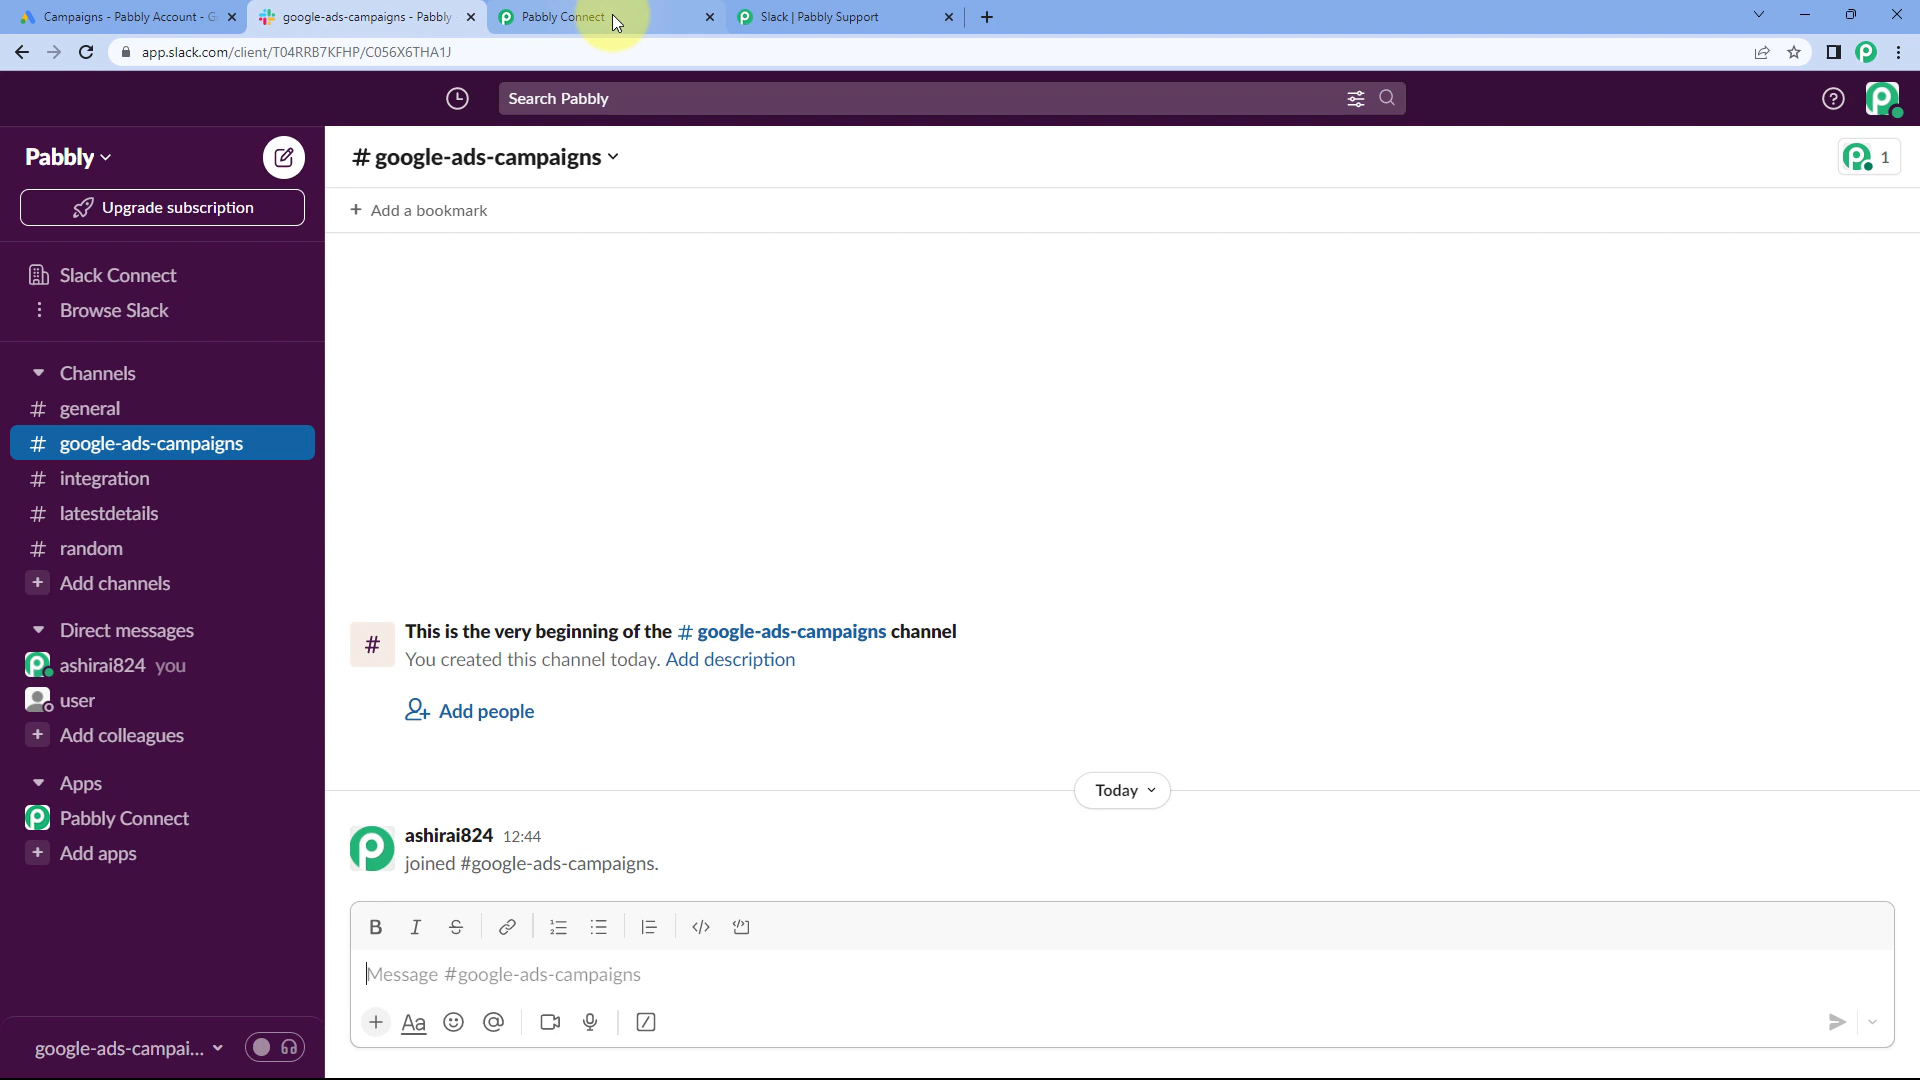 Campaigns - Pabbly Account - G
google-ads-campaigns - Pabbly
Pabbly Connect
Slack | Pabbly Support
app.slack.com/client/T04RRB7KFHP/C056X6THA1J
Search Pabbly
Pabbly
Upgrade subscription
Slack Connect
Browse Slack
Channels
# general
# google-ads-campaigns
# integration
# latestdetails
# random
+ Add channels
Direct messages
ashirai824 you
user
+ Add colleagues
Apps
Pabbly Connect
+ Add apps
google-ads-campai...
# google-ads-campaigns
1
+ Add a bookmark
#
This is the very beginning of the # google-ads-campaigns channel
You created this channel today. Add description
Add people
Today
ashirai824 12:44
joined #google-ads-campaigns.
Message #google-ads-campaigns